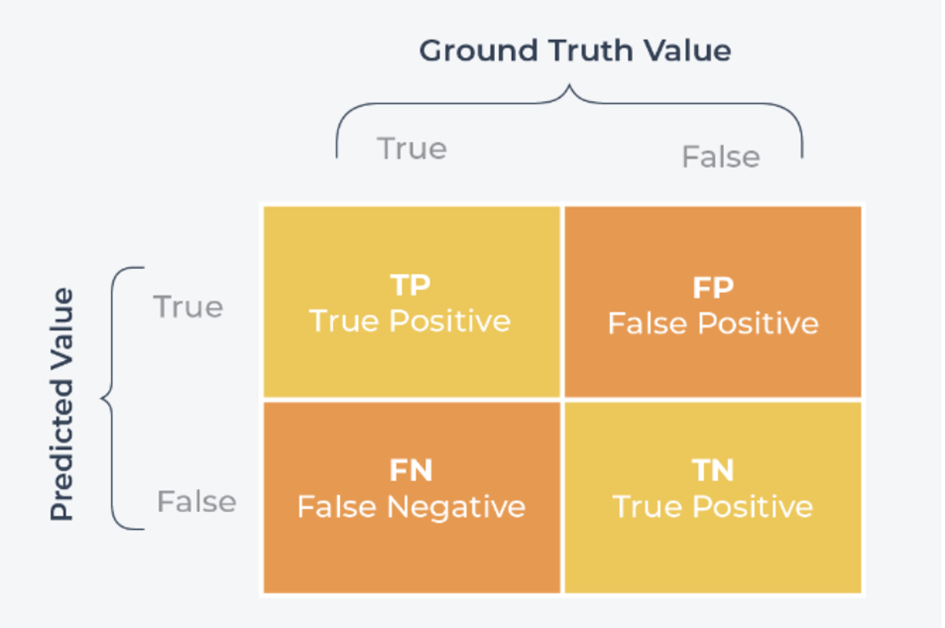 Ground Truth Value
True
False
Predicted Value
True
TP
True Positive
FP
False Positive
False
FN
False Negative
TN
True Positive